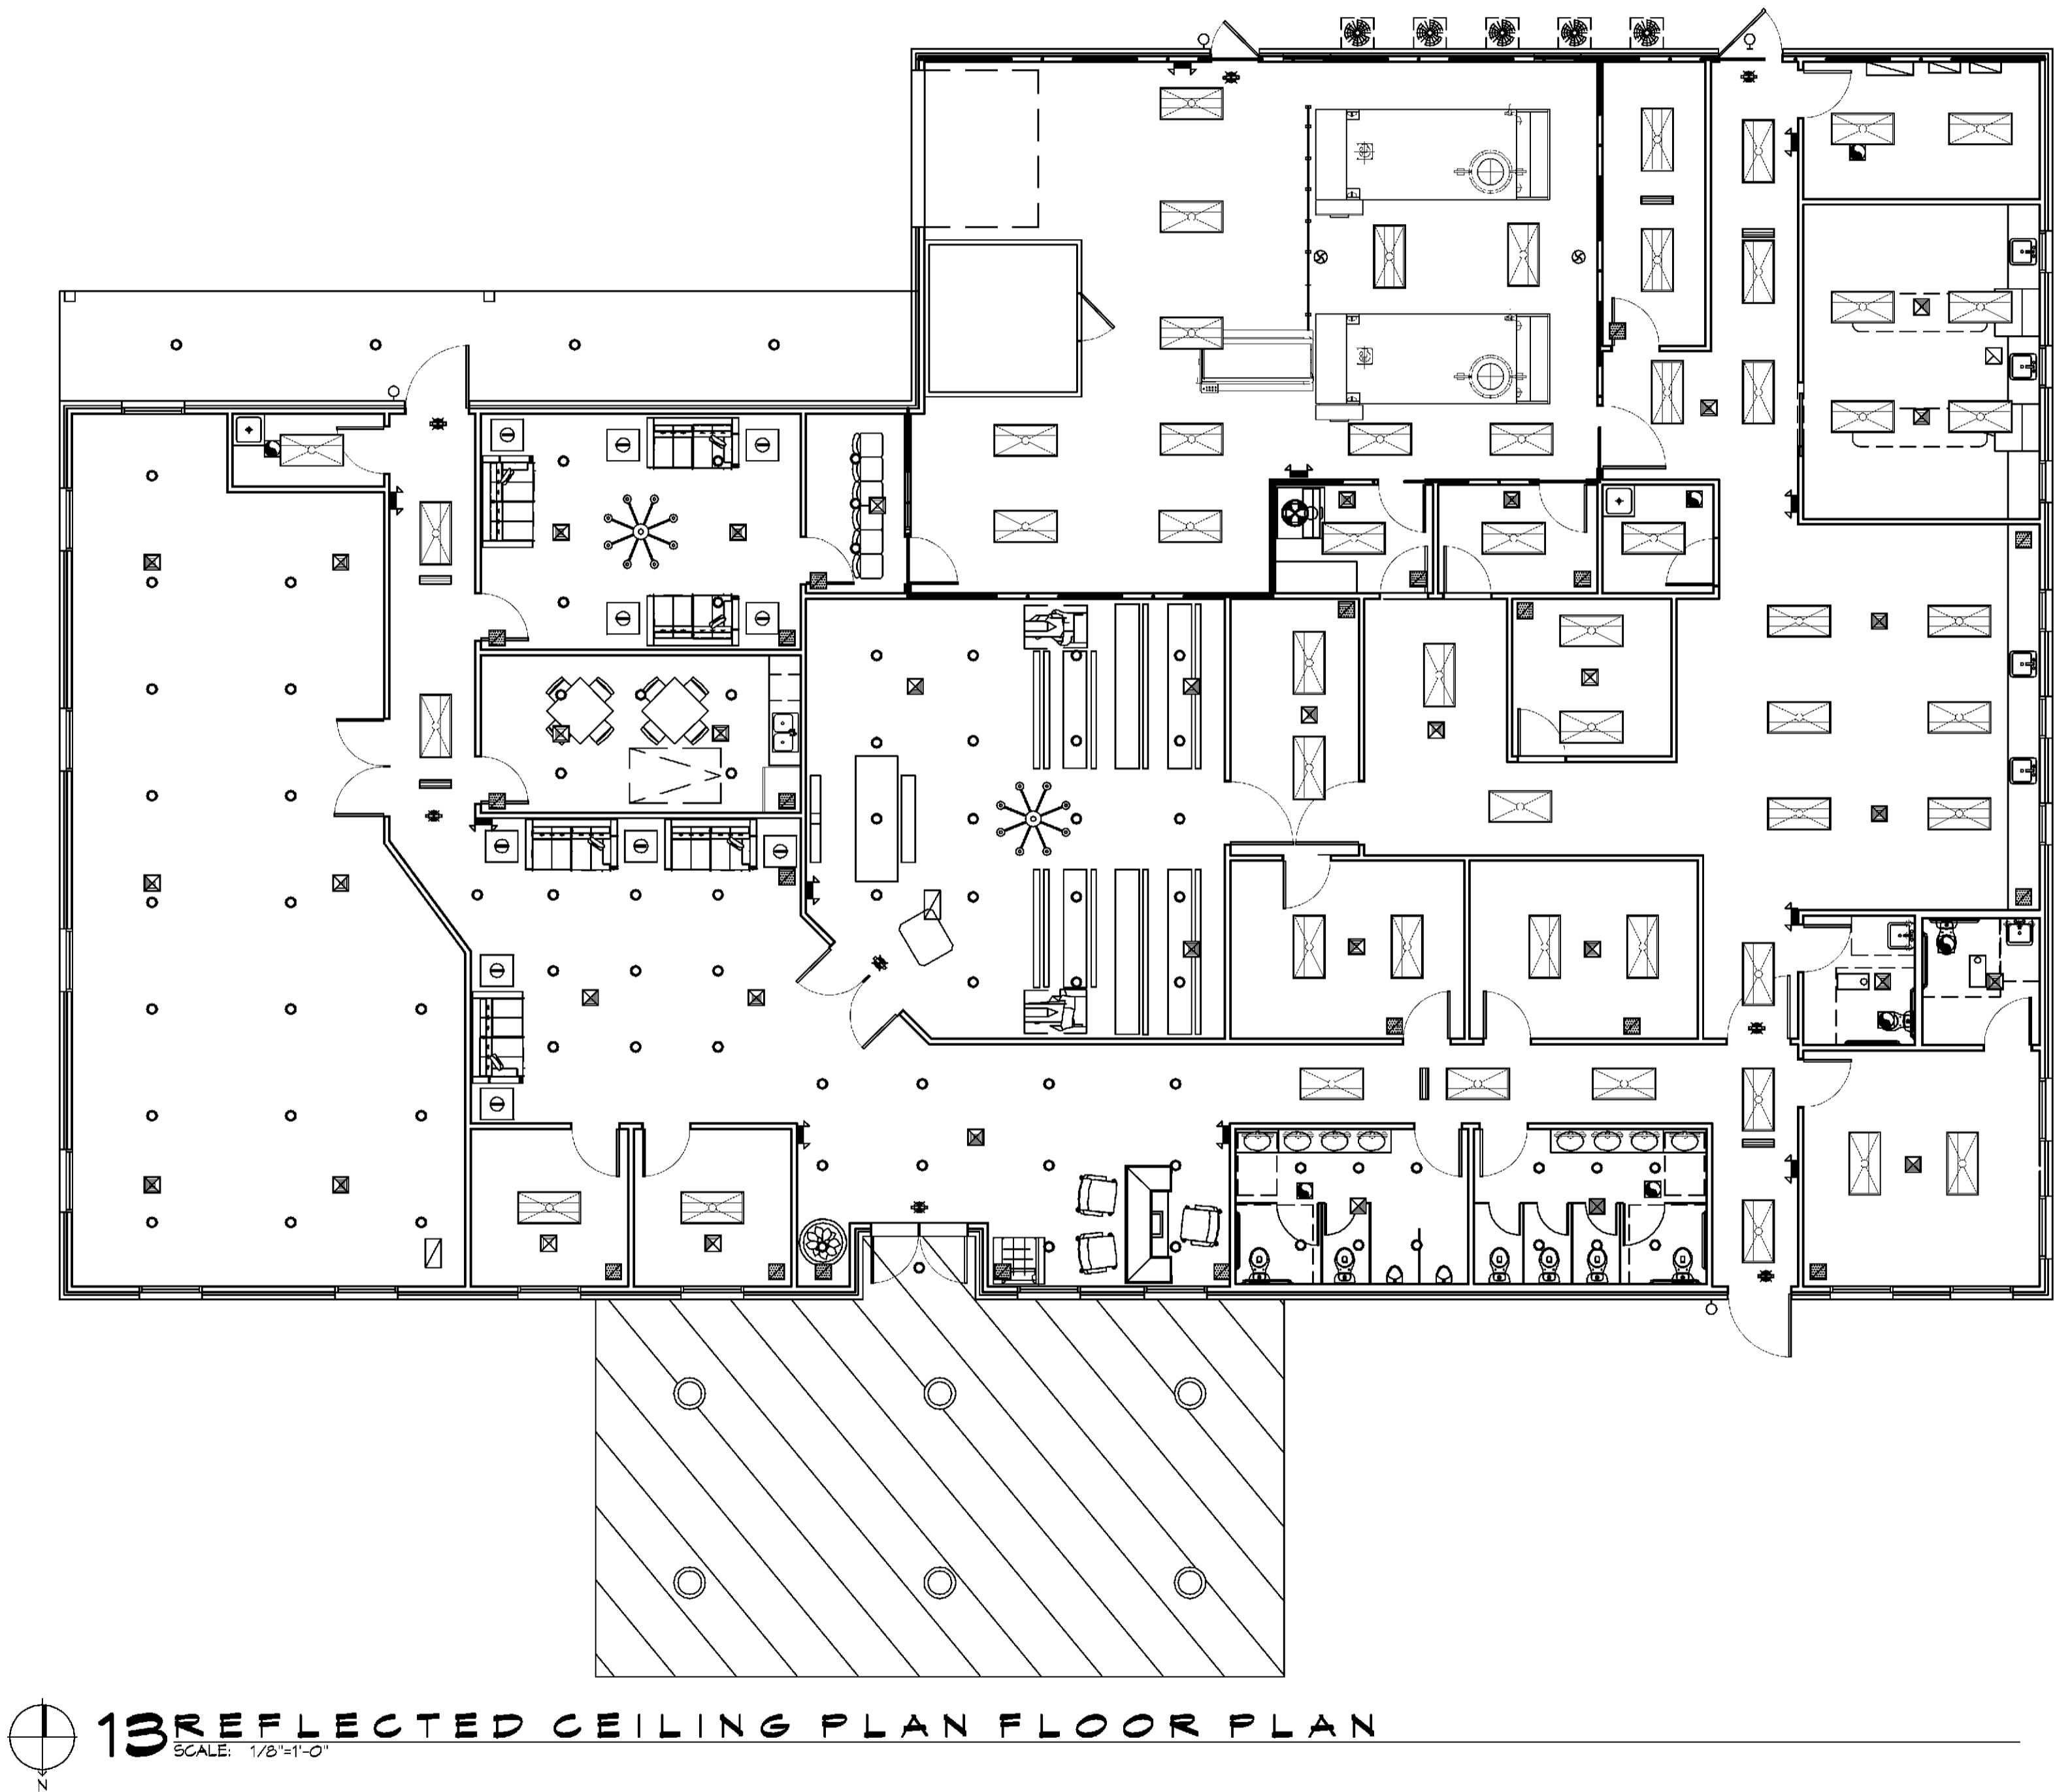 13 REFLECTED CEILING PLAN FLOOR PLAN
SCALE: 1/8"=1'-0"
N